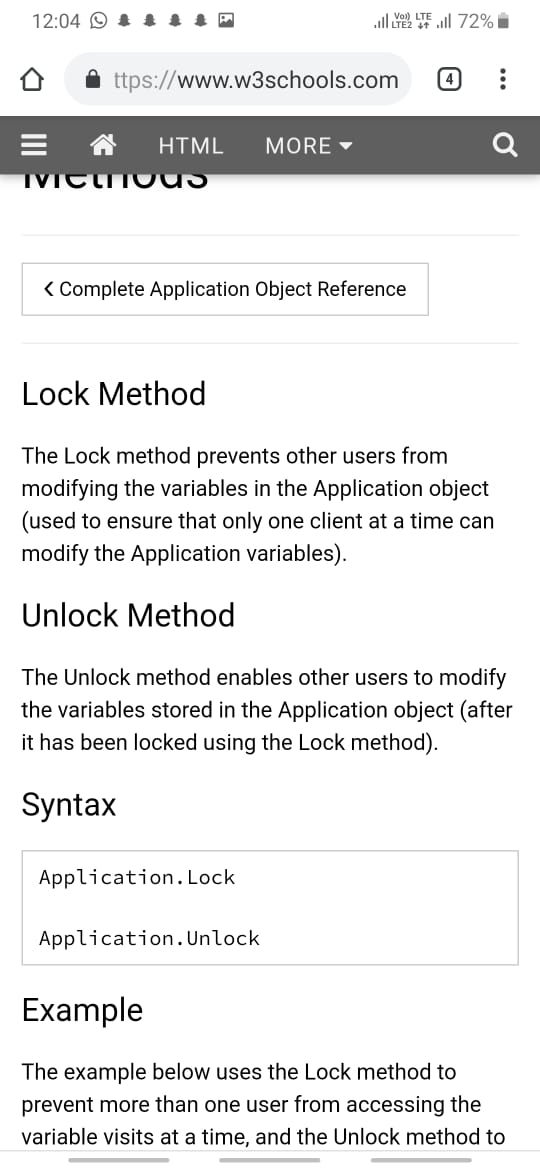 12:04 Vo)) LTE LTE2 72%
ttps://www.w3schools.com 4
HTML MORE
Methods
Complete Application Object Reference
Lock Method
The Lock method prevents other users from
modifying the variables in the Application object
(used to ensure that only one client at a time can
modify the Application variables).
Unlock Method
The Unlock method enables other users to modify
the variables stored in the Application object (after
it has been locked using the Lock method).
Syntax
Application.Lock
Application.Unlock
Example
The example below uses the Lock method to
prevent more than one user from accessing the
variable visits at a time, and the Unlock method to